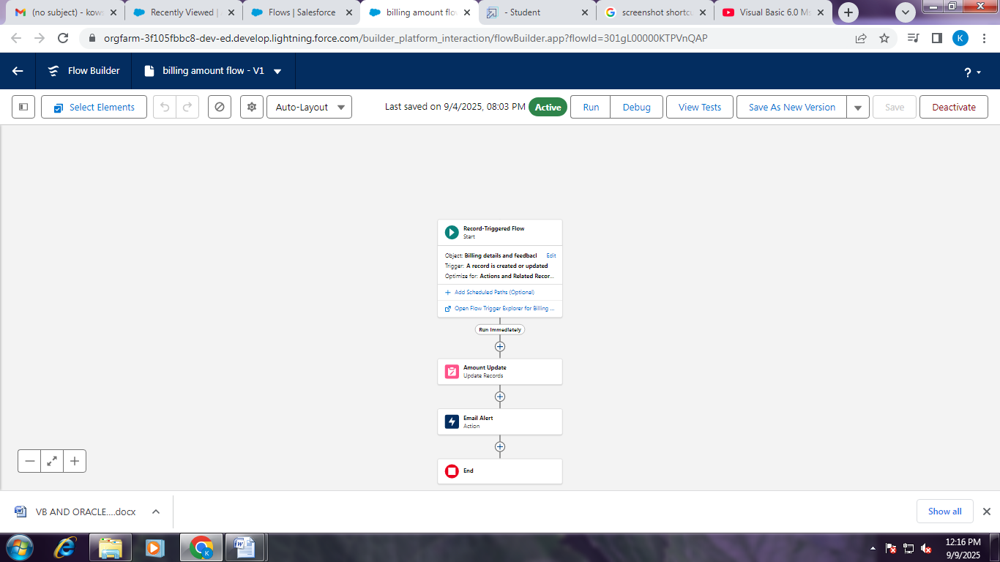 (no subject) - kows
Recently Viewed |
Flows | Salesforce
billing amount flo
- Student
screenshot shortcu
Visual Basic 6.0 Ms
orgfarm-3f105fbbc8-dev-ed.develop.lightning.force.com/builder_platform_interaction/flowBuilder.app?flowId=301gL00000KTPVnQAP
K
Flow Builder
billing amount flow - V1
?
Select Elements
Auto-Layout
Last saved on 9/4/2025, 08:03 PM
Active
Run
Debug
View Tests
Save As New Version
Save
Deactivate
Record-Triggered Flow
Start
Object: Billing details and feedbacl
Edit
Trigger: A record is created or updated
Optimize for: Actions and Related Recor...
Add Scheduled Paths (Optional)
Open Flow Trigger Explorer for Billing ...
Run Immediately
Amount Update
Update Records
Email Alert
Action
End
VB AND ORACLE....docx
Show all
K
12:16 PM
9/9/2025